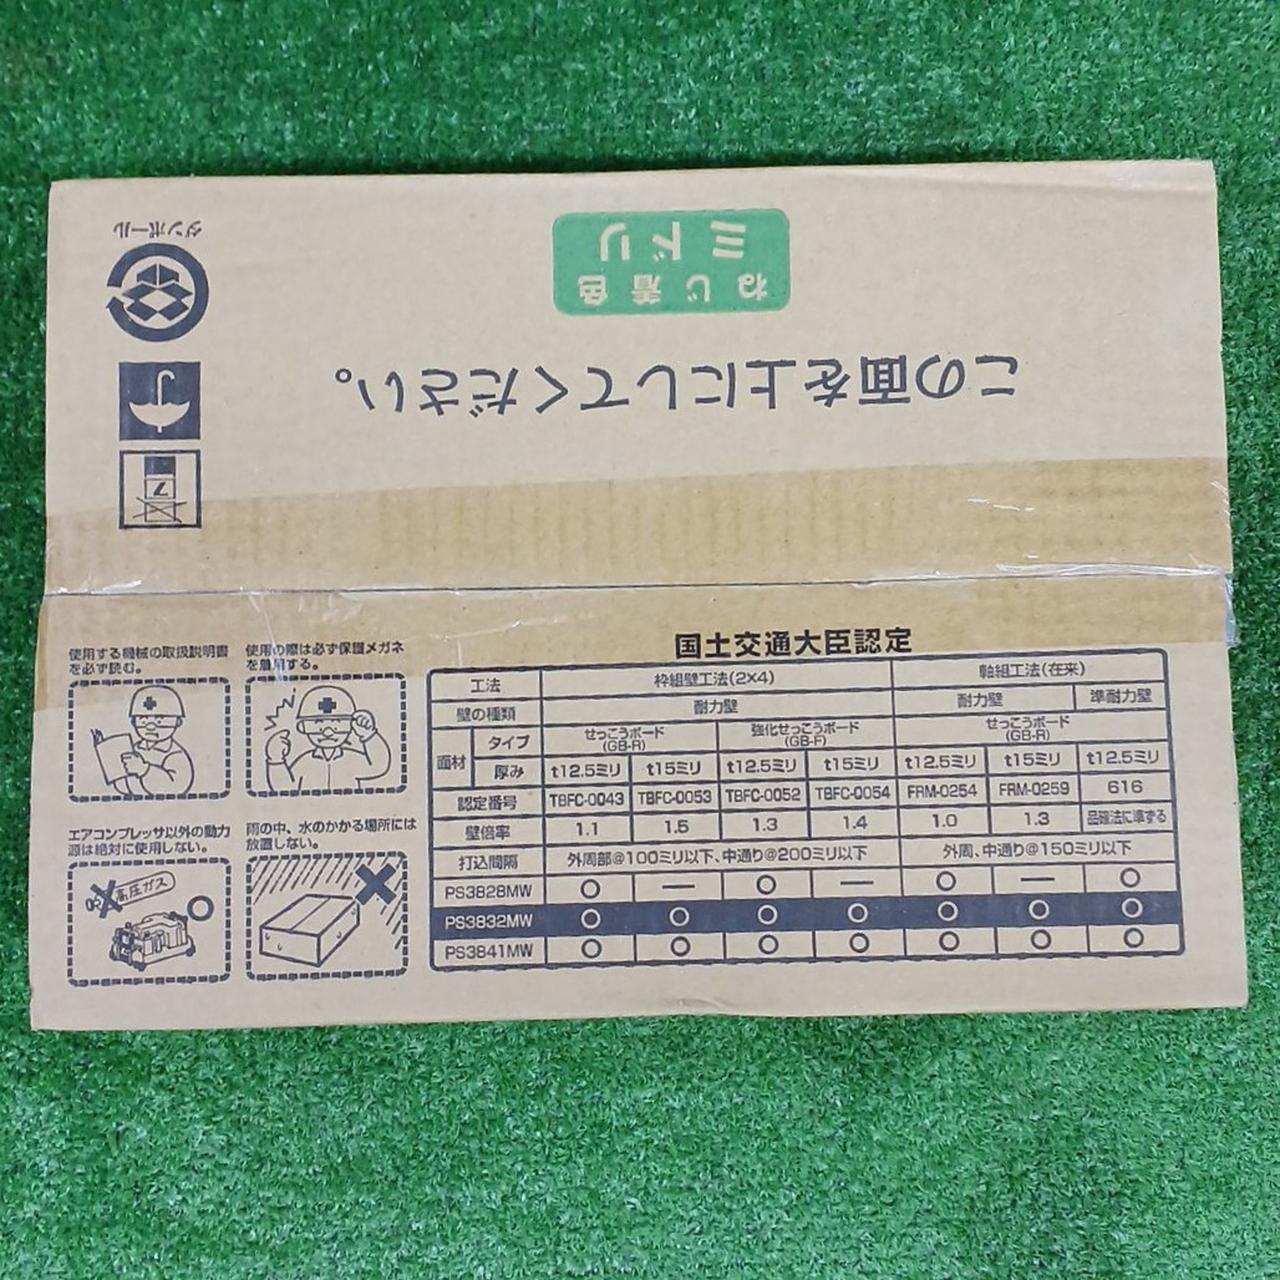 ダンボール
ねじ着色
ミドリ
この面を上にしてください。
7
使用する機械の取扱説明書
を必ず読む。
使用の際は必ず保護メガネ
を着用する。
エアコンプレッサ以外の動力
源は絶対に使用しない。
高圧ガス
雨の中、水のかかる場所には
放置しない。
国土交通大臣認定
工法 枠組壁工法(2×4) 軸組工法(在来)
壁の種類 耐力壁 耐力壁 準耐力壁
面材 タイプ せっこうボード (GB-R) 強化せっこうボード (GB-F) せっこうボード (GB-R)
厚み t12.5ミリ t15ミリ t12.5ミリ t15ミリ t12.5ミリ t15ミリ t12.5ミリ
認定番号 TBFC-0043 TBFC-0053 TBFC-0052 TBFC-0054 FRM-0254 FRM-0259 616
壁倍率 1.1 1.5 1.3 1.4 1.0 1.3 品確法に準ずる
打込間隔 外周部@100ミリ以下、中通り@200ミリ以下 外周、中通り@150ミリ以下
PS3828MW ○ — ○ — ○ — ○
PS3832MW ○ ○ ○ ○ ○ ○ ○
PS3841MW ○ ○ ○ ○ ○ ○ ○